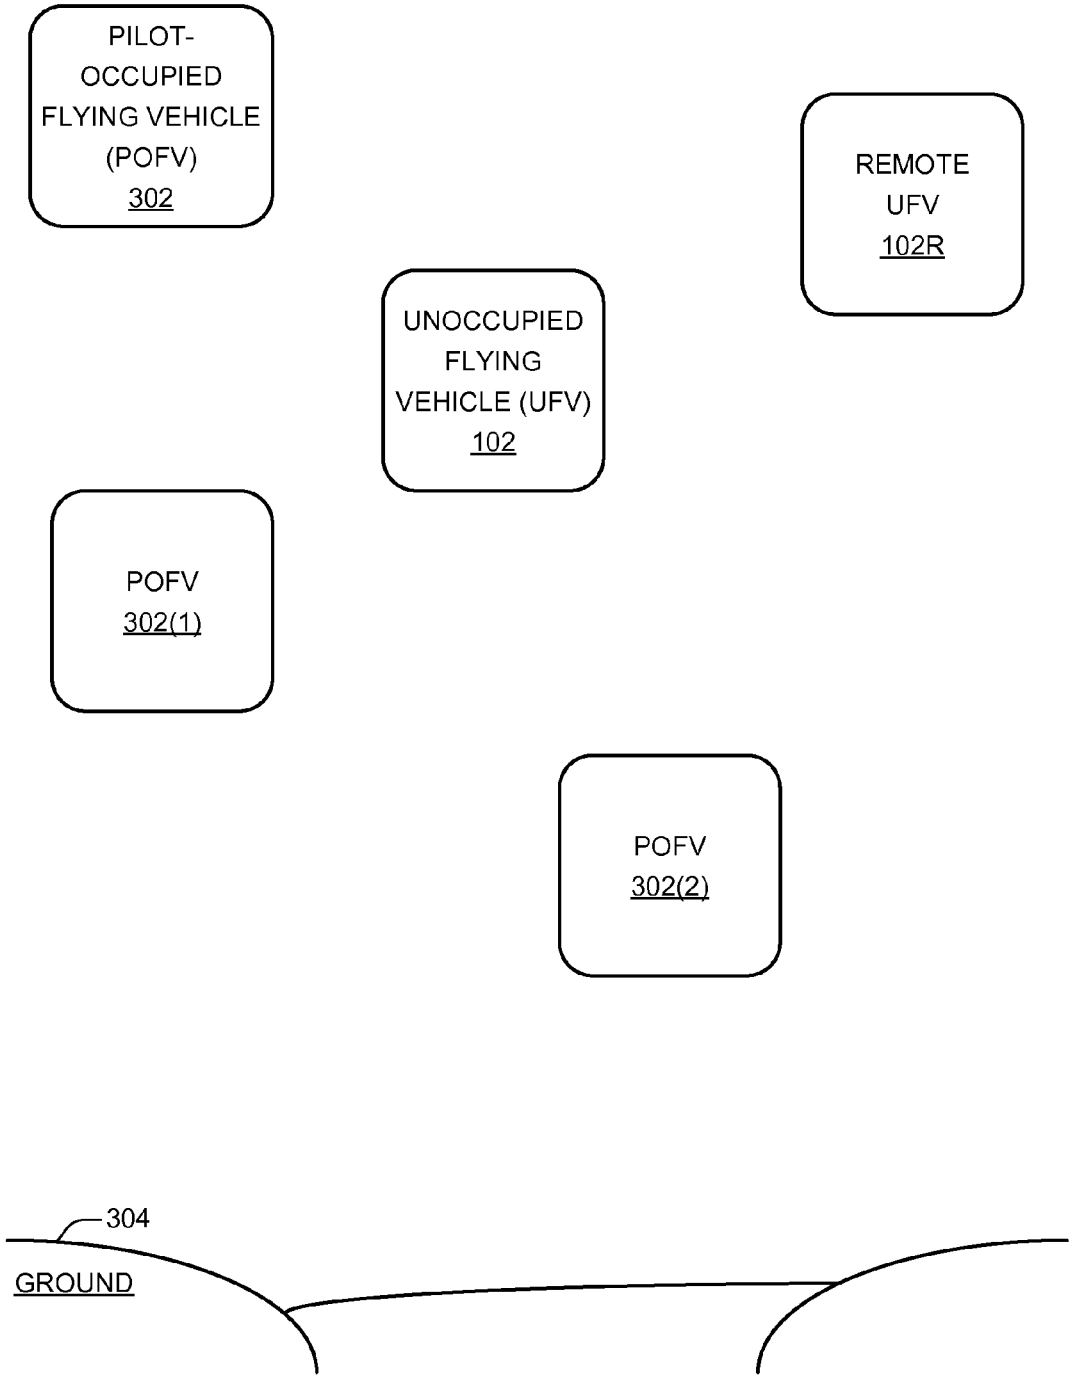 PILOT-
OCCUPIED
FLYING VEHICLE
(POFV)
302
REMOTE
UFV
102R
UNOCCUPIED
FLYING
VEHICLE (UFV)
102
POFV
302(1)
POFV
302(2)
304
GROUND